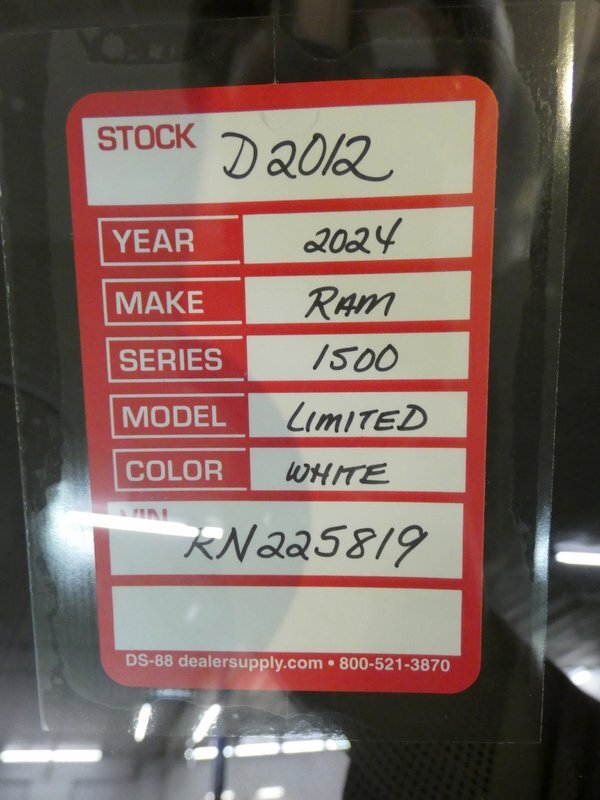 STOCK D2012
YEAR 2024
MAKE RAM
SERIES 1500
MODEL LIMITED
COLOR WHITE
VIN RN225819
DS-88 dealersupply.com • 800-521-3870